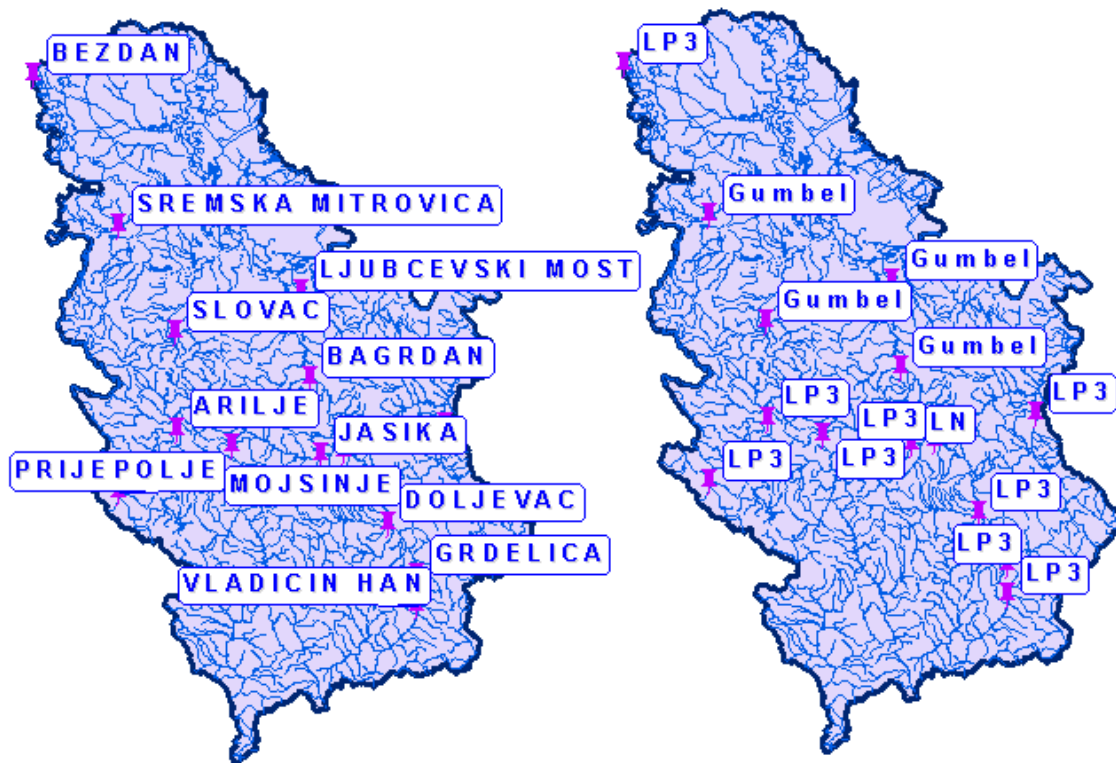 BEZDAN
SREMSKA MITROVICA
LJUBCEVSKI MOST
SLOVAC
BAGRDAN
ARILJE
JASIKA
PRIJEPOLJE
MOJSINJE
DOLJEVAC
GRDELICA
VLADICIN HAN
LP3
Gumbel
Gumbel
Gumbel
Gumbel
LP3
LP3
LP3
LN
LP3
LP3
LP3
LP3
LP3